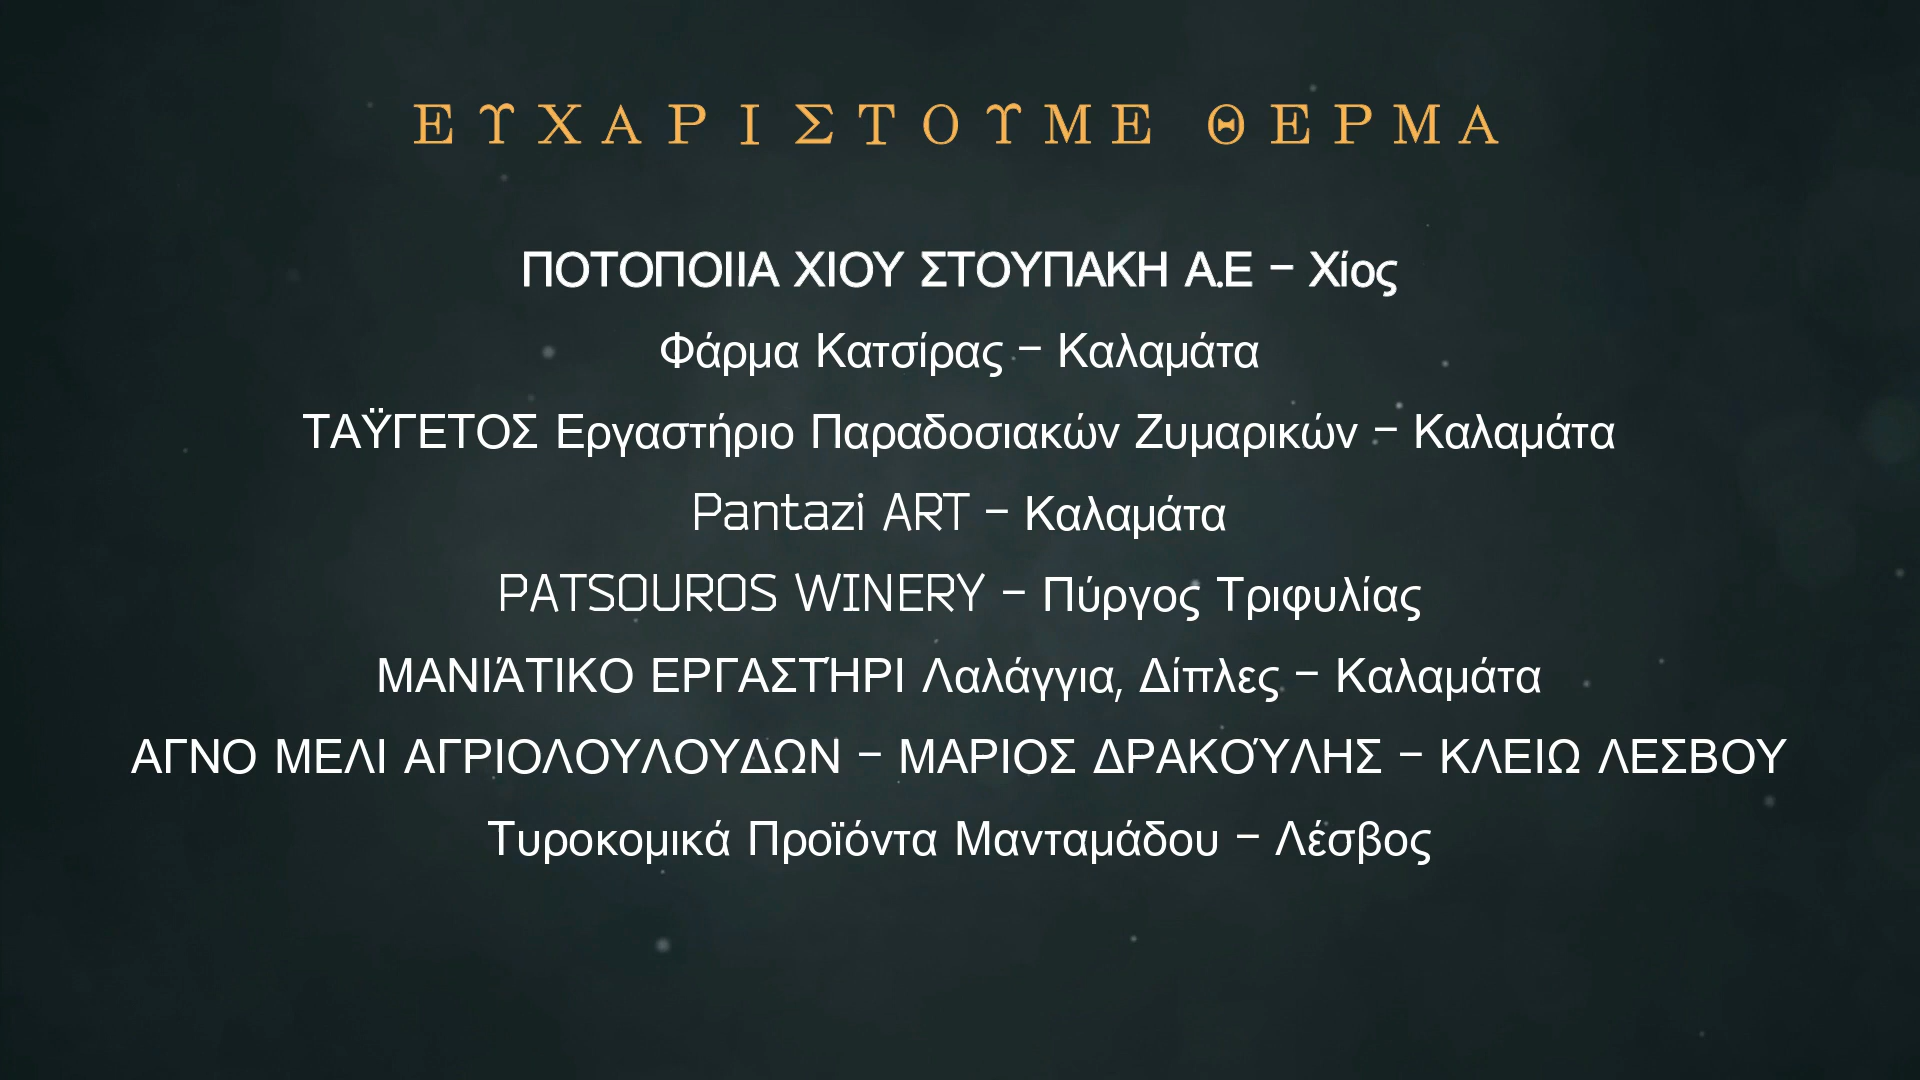 ΕΥΧΑΡΙΣΤΟΥΜΕ ΘΕΡΜΑ
ΠΟΤΟΠΟΙΙΑ ΧΙΟΥ ΣΤΟΥΠΑΚΗ Α.Ε – Χίος
Φάρμα Κατσίρας – Καλαμάτα
ΤΑΫΓΕΤΟΣ Εργαστήριο Παραδοσιακών Ζυμαρικών – Καλαμάτα
Pantazi ART – Καλαμάτα
PATSOUROS WINERY – Πύργος Τριφυλίας
ΜΑΝΙΆΤΙΚΟ ΕΡΓΑΣΤΉΡΙ Λαλάγγια, Δίπλες – Καλαμάτα
ΑΓΝΟ ΜΕΛΙ ΑΓΡΙΟΛΟΥΛΟΥΔΩΝ – ΜΑΡΙΟΣ ΔΡΑΚΟΎΛΗΣ – ΚΛΕΙΩ ΛΕΣΒΟΥ
Τυροκομικά Προϊόντα Μανταμάδου – Λέσβος